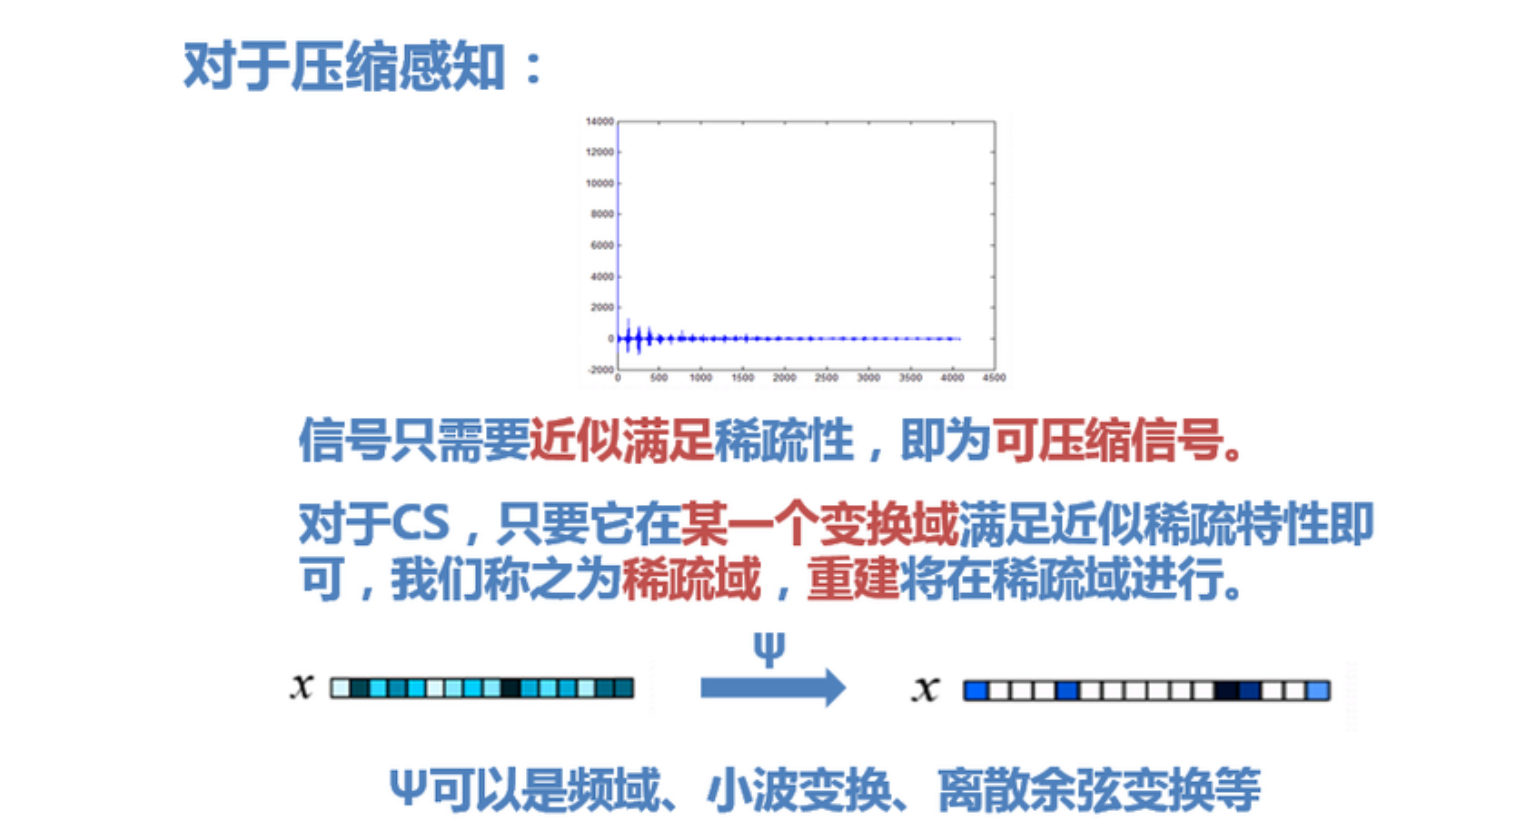 对于压缩感知：
14000
12000
10000
8000
6000
4000
2000
0
-2000
0 500 1000 1500 2000 2500 3000 3500 4000 4500
信号只需要近似满足稀疏性，即为可压缩信号。
对于CS，只要它在某一个变换域满足近似稀疏特性即
可，我们称之为稀疏域，重建将在稀疏域进行。
Ψ
x x
Ψ可以是频域、小波变换、离散余弦变换等